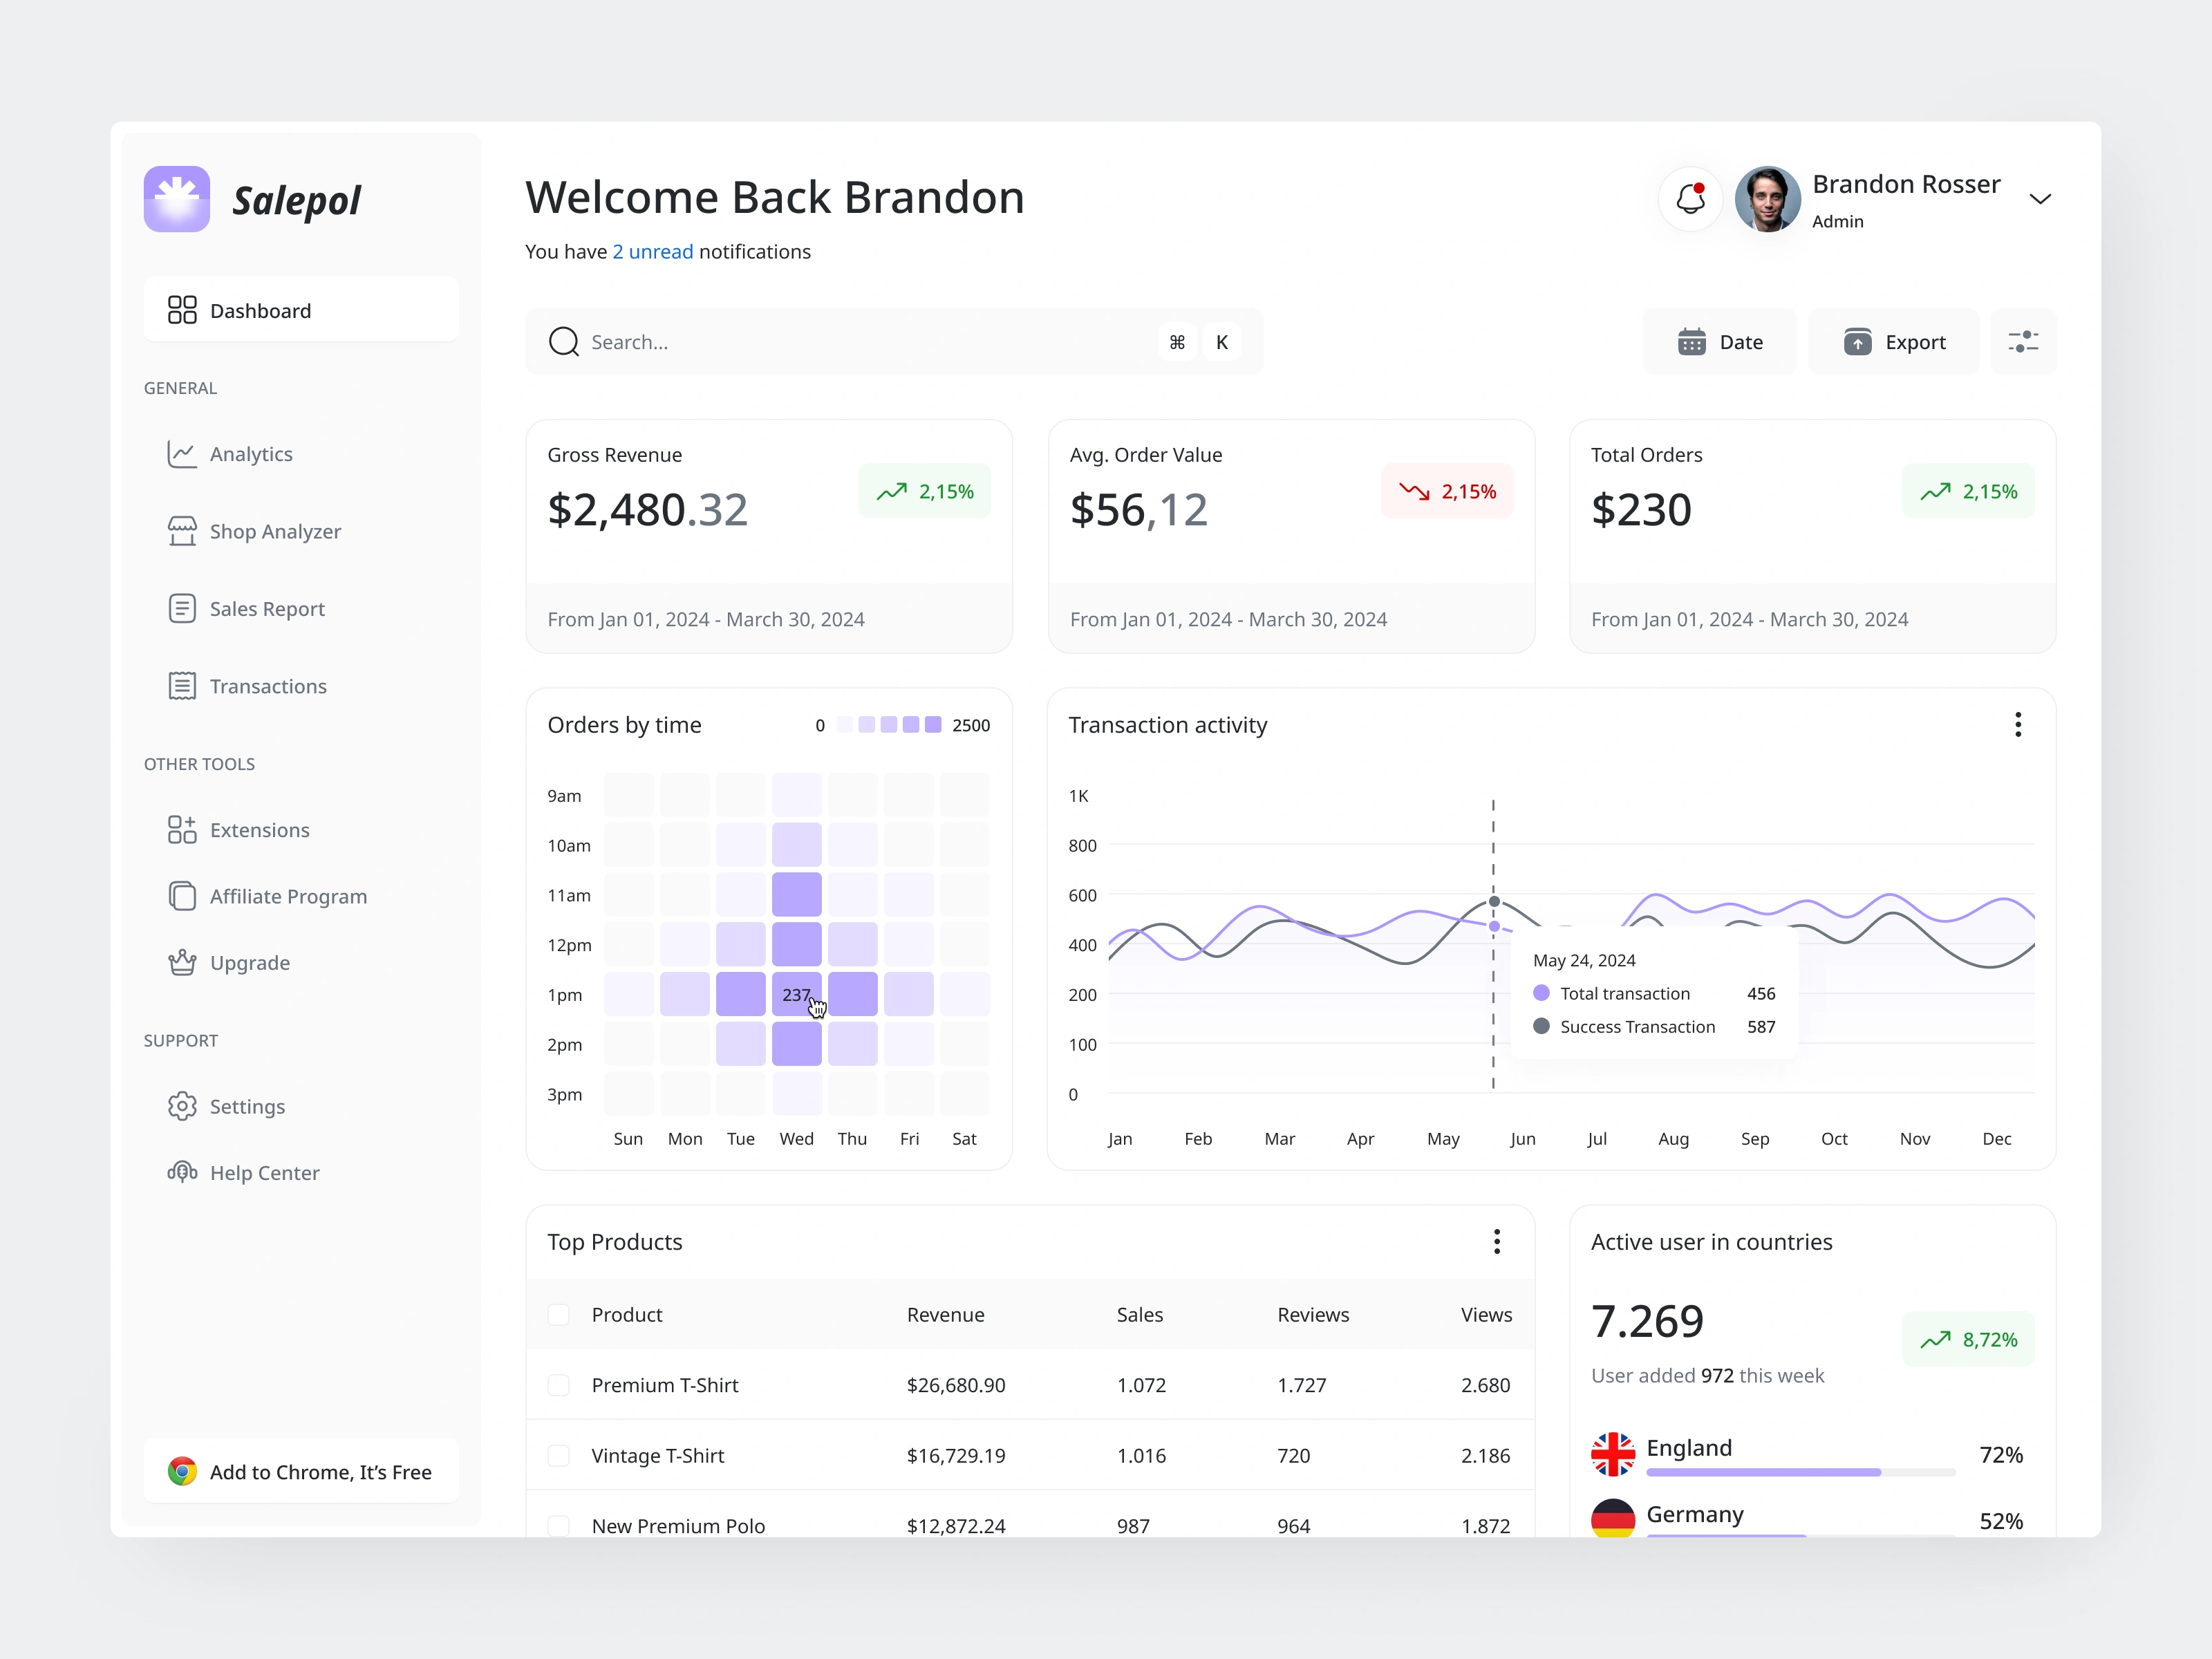 Salepol
Dashboard
GENERAL
Analytics
Shop Analyzer
Sales Report
Transactions
OTHER TOOLS
Extensions
Affiliate Program
Upgrade
SUPPORT
Settings
Help Center
Add to Chrome, It’s Free
Welcome Back Brandon
You have 2 unread notifications
Brandon Rosser
Admin
Search...
⌘ K
Date
Export
Gross Revenue
$2,480.32
2,15%
From Jan 01, 2024 - March 30, 2024
Avg. Order Value
$56,12
2,15%
From Jan 01, 2024 - March 30, 2024
Total Orders
$230
2,15%
From Jan 01, 2024 - March 30, 2024
Orders by time
0 2500
9am
10am
11am
12pm
1pm 237
2pm
3pm
Sun Mon Tue Wed Thu Fri Sat
Transaction activity
1K
800
600
400
200
100
0
May 24, 2024
Total transaction 456
Success Transaction 587
Jan Feb Mar Apr May Jun Jul Aug Sep Oct Nov Dec
Top Products
Product Revenue Sales Reviews Views
Premium T-Shirt $26,680.90 1.072 1.727 2.680
Vintage T-Shirt $16,729.19 1.016 720 2.186
New Premium Polo $12,872.24 987 964 1.872
Active user in countries
7.269
8,72%
User added 972 this week
England 72%
Germany 52%